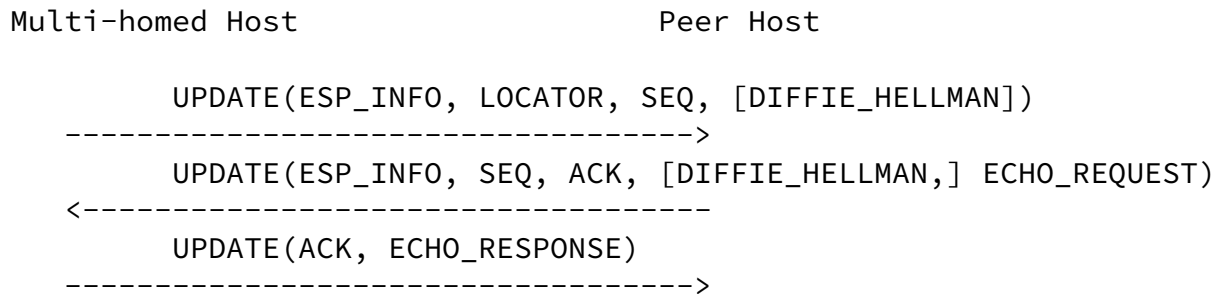 Multi-homed Host                    Peer Host
UPDATE(ESP_INFO, LOCATOR, SEQ, [DIFFIE_HELLMAN])
----------------------------------->
UPDATE(ESP_INFO, SEQ, ACK, [DIFFIE_HELLMAN,] ECHO_REQUEST)
<-----------------------------------
UPDATE(ACK, ECHO_RESPONSE)
----------------------------------->